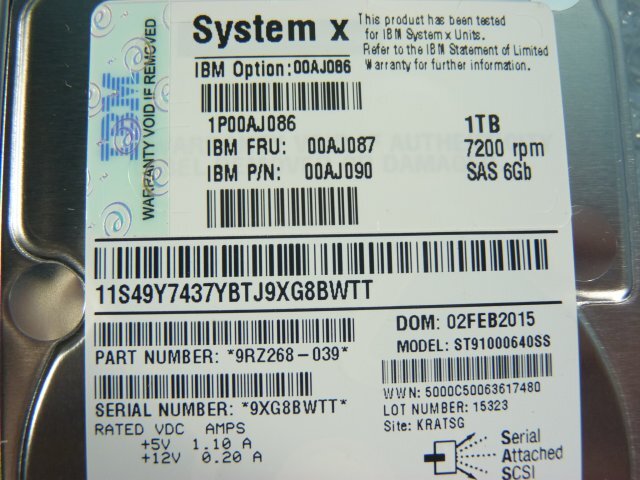 System x
This product has been tested
for IBM System x Units.
Refer to the IBM Statement of Limited
Warranty for further information.
IBM Option:00AJ086
1P00AJ086
1TB
IBM FRU: 00AJ087
7200 rpm
IBM P/N: 00AJ090
SAS 6Gb
IBM
WARRANTY VOID IF REMOVED
11S49Y7437YBTJ9XG8BWTT
DOM: 02FEB2015
PART NUMBER: *9RZ268-039*
MODEL: ST91000640SS
WWN: 5000C50063617480
SERIAL NUMBER: *9XG8BWTT*
LOT NUMBER: 15323
Site: KRATSG
RATED VDC AMPS
+5V 1.10 A
+12V 0.20 A
Serial
Attached
SCSI